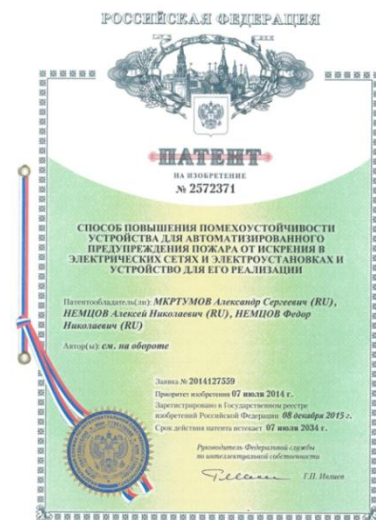 РОССИЙСКАЯ ФЕДЕРАЦИЯ
ПАТЕНТ
НА ИЗОБРЕТЕНИЕ
№ 2572371
СПОСОБ ПОВЫШЕНИЯ ПОМЕХОУСТОЙЧИВОСТИ
УСТРОЙСТВА ДЛЯ АВТОМАТИЗИРОВАННОГО
ПРЕДУПРЕЖДЕНИЯ ПОЖАРА ОТ ИСКРЕНИЯ В
ЭЛЕКТРИЧЕСКИХ СЕТЯХ И ЭЛЕКТРОУСТАНОВКАХ И
УСТРОЙСТВО ДЛЯ ЕГО РЕАЛИЗАЦИИ
Патентообладатель(ли): МКРТУМОВ Александр Сергеевич (RU),
НЕМЦОВ Алексей Николаевич (RU), НЕМЦОВ Федор
Николаевич (RU)
Автор(ы): см. на обороте
Заявка № 2014127539
Приоритет изобретения 07 июля 2014 г.
Зарегистрировано в Государственном реестре
изобретений Российской Федерации 08 декабря 2015 г.
Срок действия патента истекает 07 июля 2034 г.
Руководитель Федеральной службы
по интеллектуальной собственности
Г.П. Ивлиев